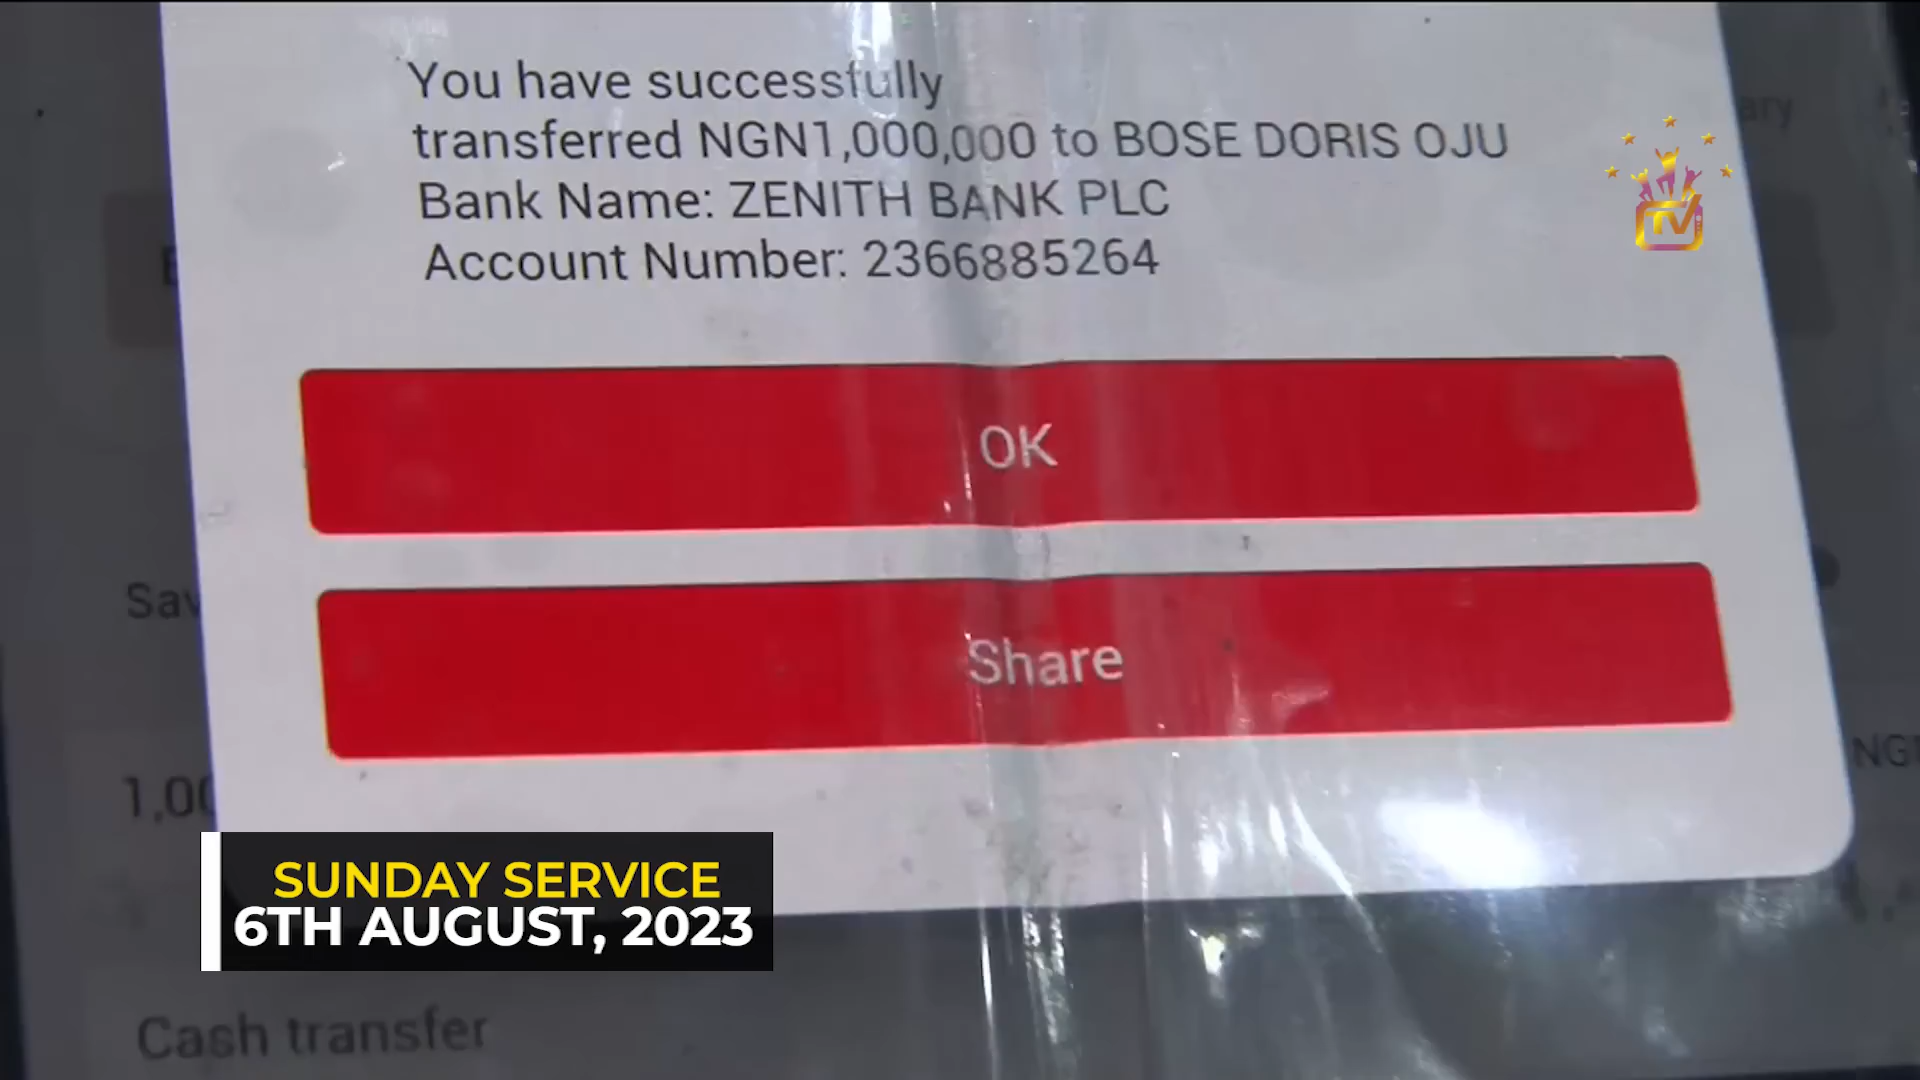 You have successfully
transferred NGN1,000,000 to BOSE DORIS OJU
Bank Name: ZENITH BANK PLC
Account Number: 2366885264
OK
Share
TV
SUNDAY SERVICE
6TH AUGUST, 2023
Cash transfer